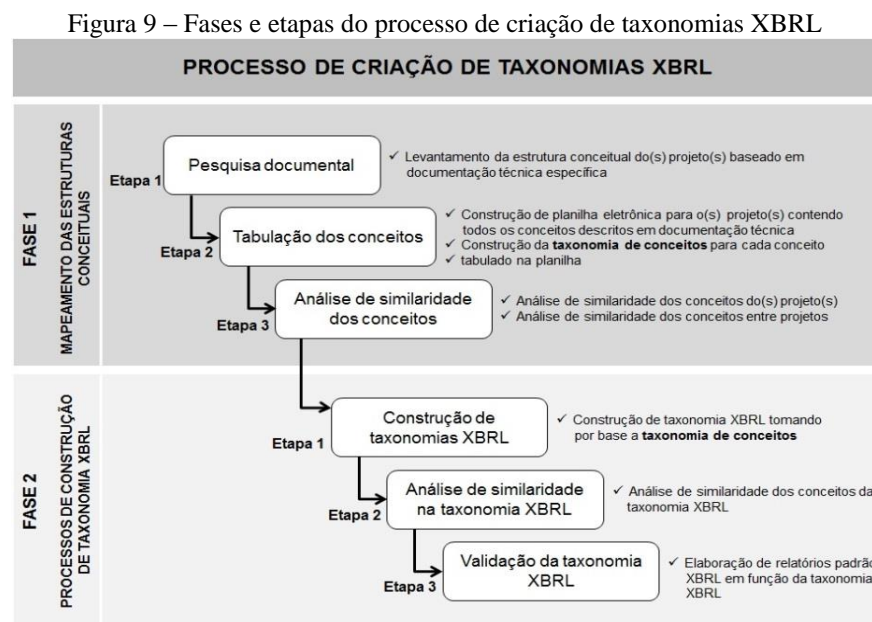 Figura 9 – Fases e etapas do processo de criação de taxonomias XBRL
PROCESSO DE CRIAÇÃO DE TAXONOMIAS XBRL
FASE 1
MAPEAMENTO DAS ESTRUTURAS
CONCEITUAIS
Etapa 1
Pesquisa documental
✓ Levantamento da estrutura conceitual do(s) projeto(s) baseado em
documentação técnica específica
Etapa 2
Tabulação dos conceitos
✓ Construção de planilha eletrônica para o(s) projeto(s) contendo
todos os conceitos descritos em documentação técnica
✓ Construção da taxonomia de conceitos para cada conceito
✓ tabulado na planilha
Etapa 3
Análise de similaridade
dos conceitos
✓ Análise de similaridade dos conceitos do(s) projeto(s)
✓ Análise de similaridade dos conceitos entre projetos
FASE 2
PROCESSOS DE CONSTRUÇÃO
DE TAXONOMIA XBRL
Etapa 1
Construção de
taxonomias XBRL
✓ Construção de taxonomia XBRL tomando
por base a taxonomia de conceitos
Etapa 2
Análise de similaridade
na taxonomia XBRL
✓ Análise de similaridade dos conceitos da
taxonomia XBRL
Etapa 3
Validação da taxonomia
XBRL
✓ Elaboração de relatórios padrão
XBRL em função da taxonomia
XBRL